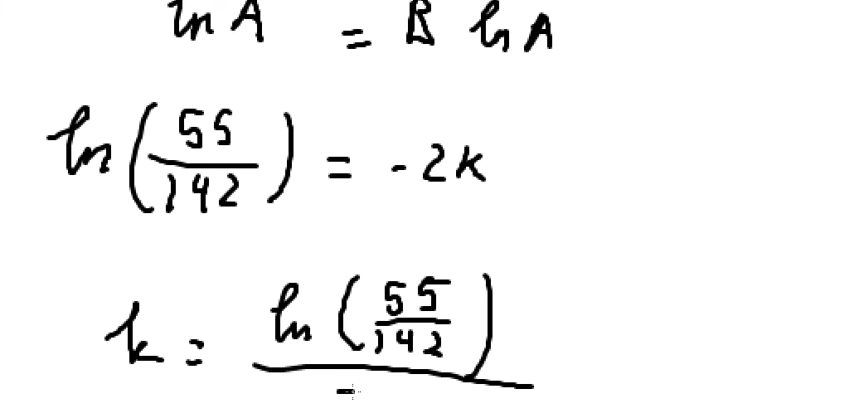 ln A = B ln A
ln(55/142) = -2k
k = ln(55/142) / -